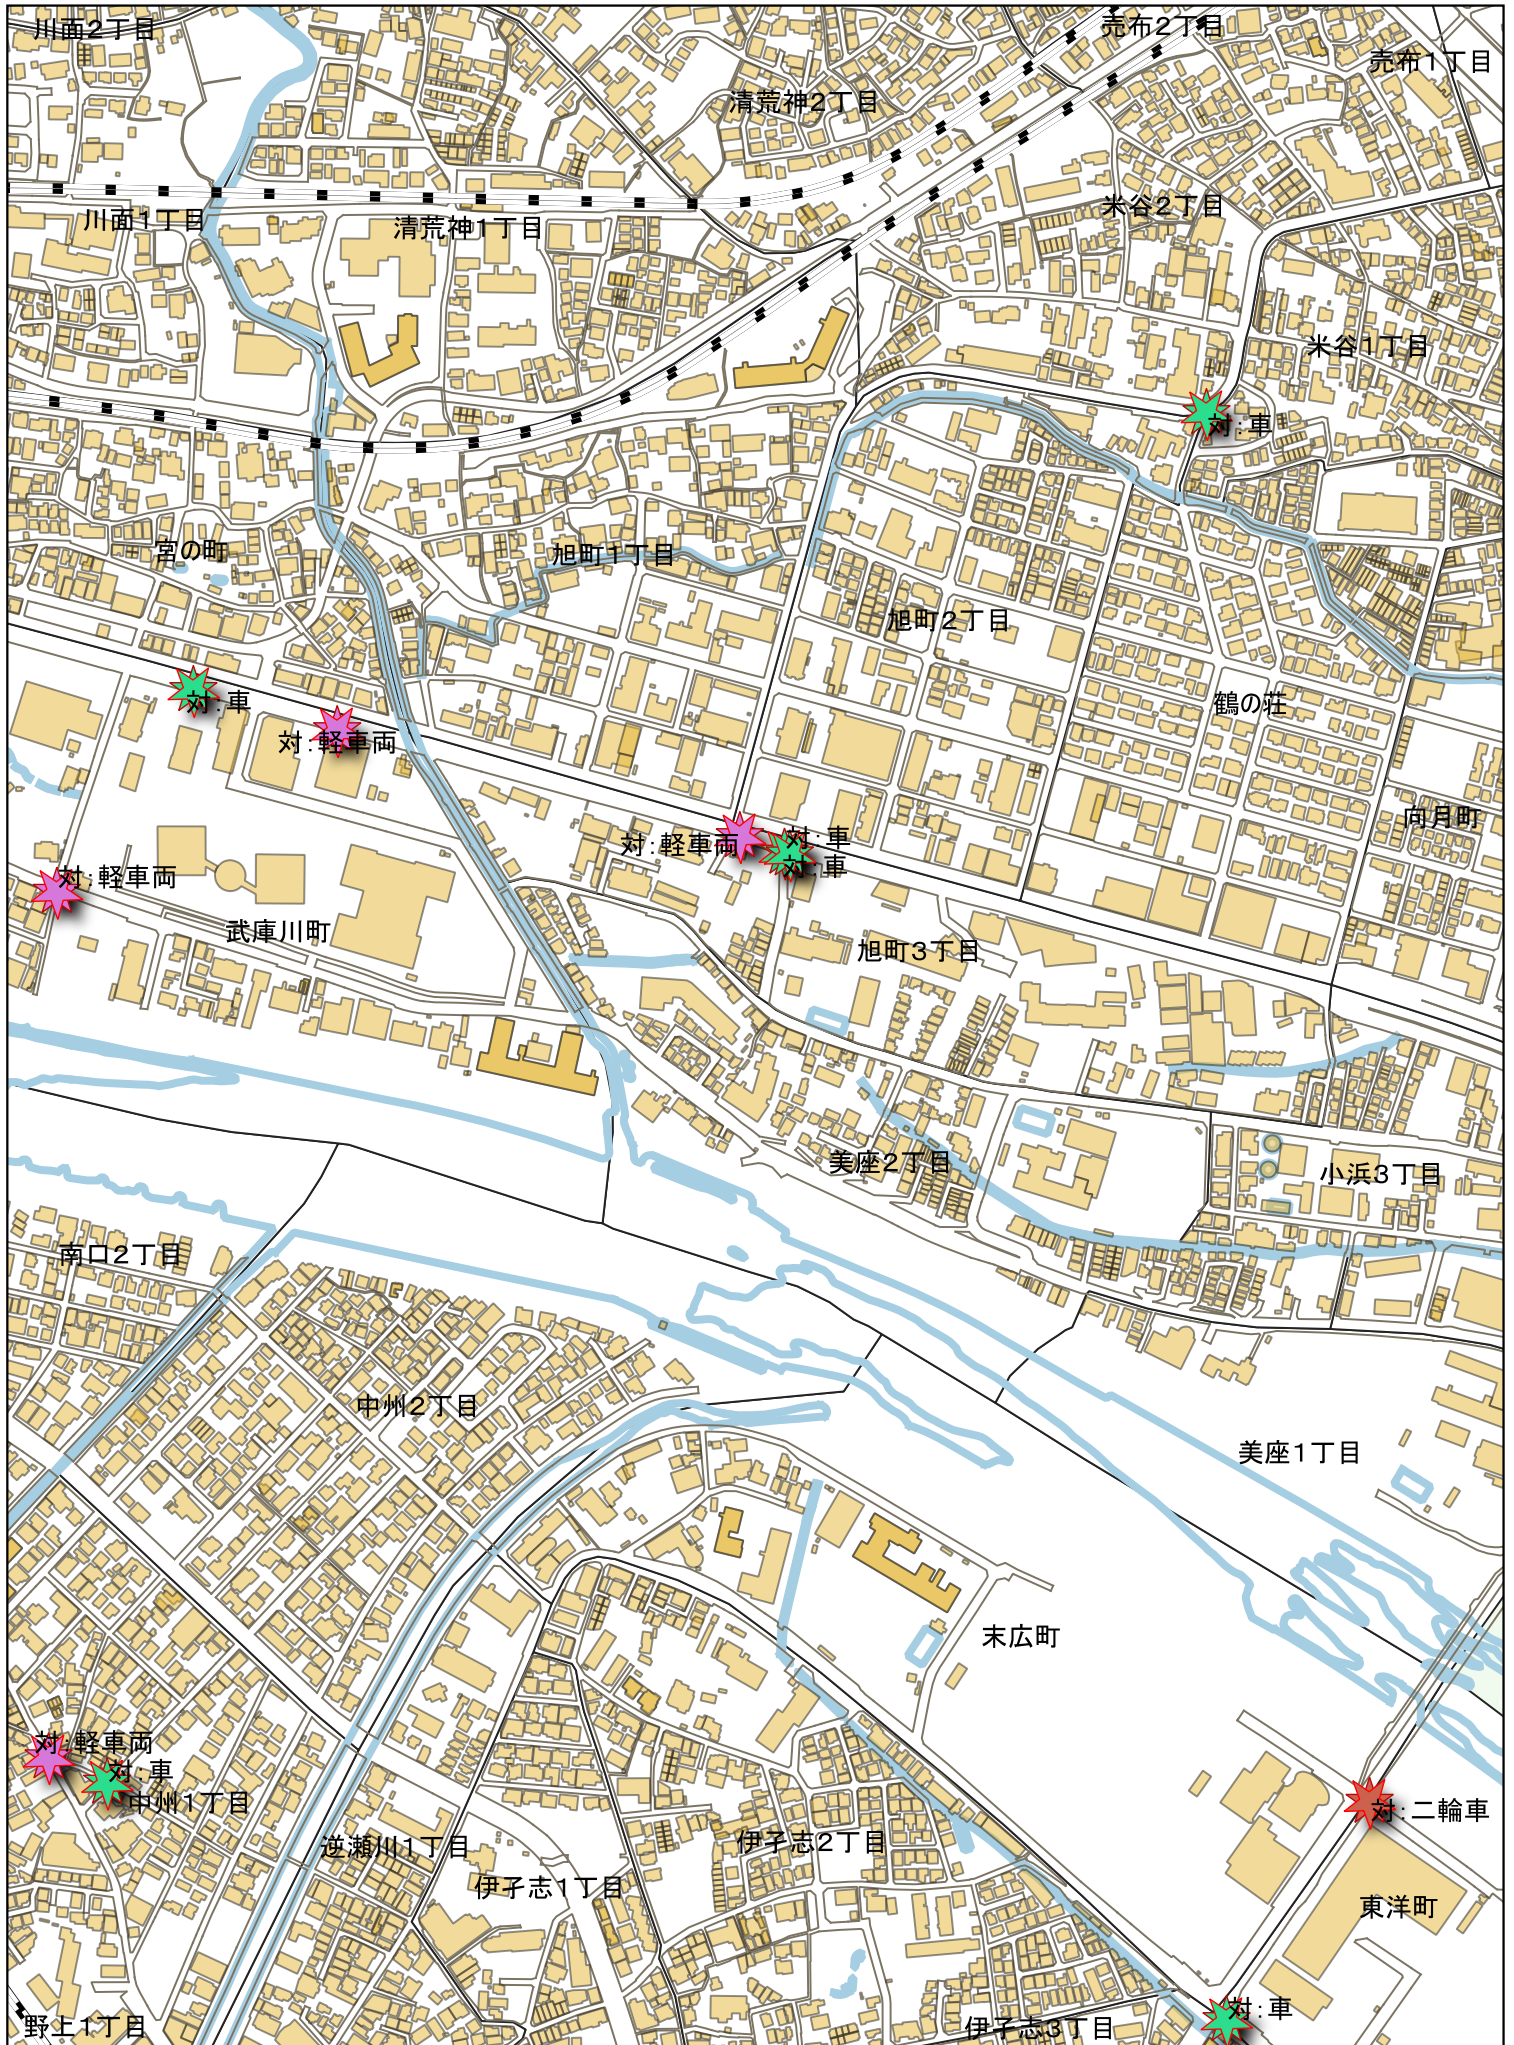 川面2丁目
売布2丁目
売布1丁目
清荒神2丁目
米谷2丁目
川面1丁目
清荒神1丁目
米谷1丁目
対:車
宮の町
旭町1丁目
旭町2丁目
対:車
鶴の荘
対:軽車両
向月町
対:車
対:軽車両
対:車
対:軽車両
武庫川町
旭町3丁目
美座2丁目
小浜3丁目
南口2丁目
中州2丁目
美座1丁目
末広町
対:軽車両
対:車
中州1丁目
対:二輪車
逆瀬川1丁目
伊孑志2丁目
伊孑志1丁目
東洋町
対:車
野上1丁目
伊孑志3丁目